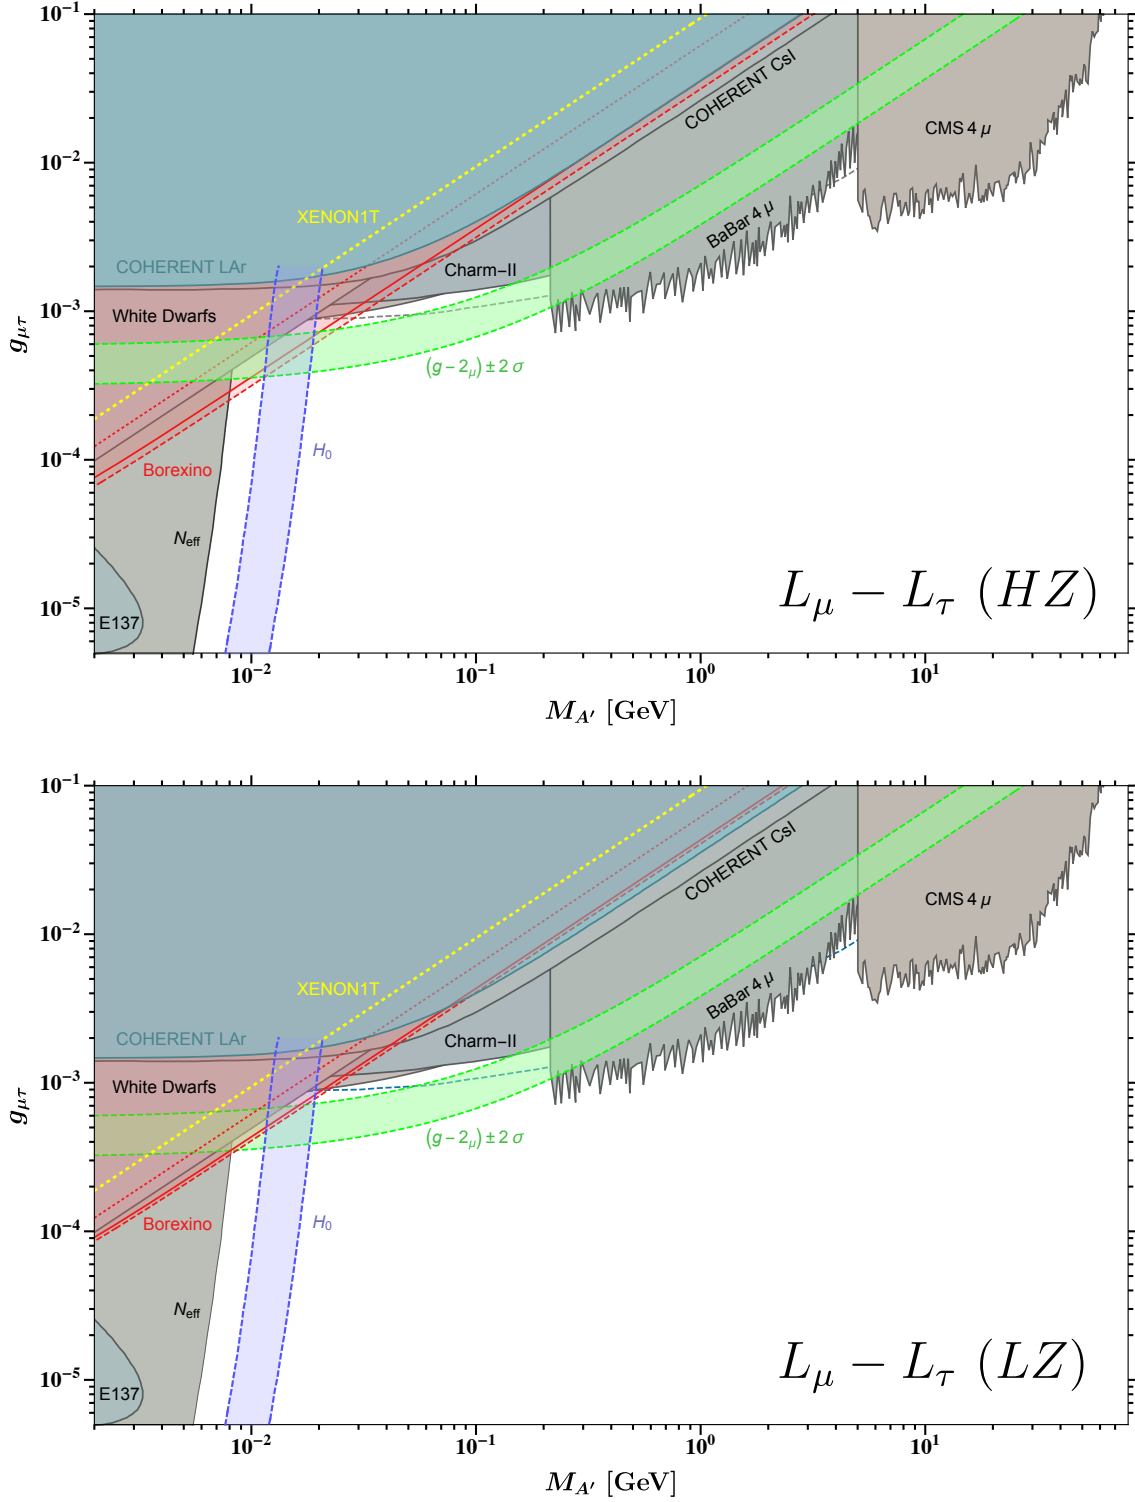 10⁻¹
10⁻²
10⁻³
10⁻⁴
10⁻⁵
g_μτ
COHERENT CsI
CMS 4 μ
XENON1T
BaBar 4 μ
COHERENT LAr
Charm–II
White Dwarfs
(g – 2_μ) ± 2 σ
H₀
Borexino
N_eff
E137
L_μ − L_τ (HZ)
10⁻² 10⁻¹ 10⁰ 10¹
M_A′ [GeV]
10⁻¹
10⁻²
10⁻³
10⁻⁴
10⁻⁵
g_μτ
COHERENT CsI
CMS 4 μ
XENON1T
BaBar 4 μ
COHERENT LAr
Charm–II
White Dwarfs
(g – 2_μ) ± 2 σ
Borexino
H₀
N_eff
E137
L_μ − L_τ (LZ)
10⁻² 10⁻¹ 10⁰ 10¹
M_A′ [GeV]